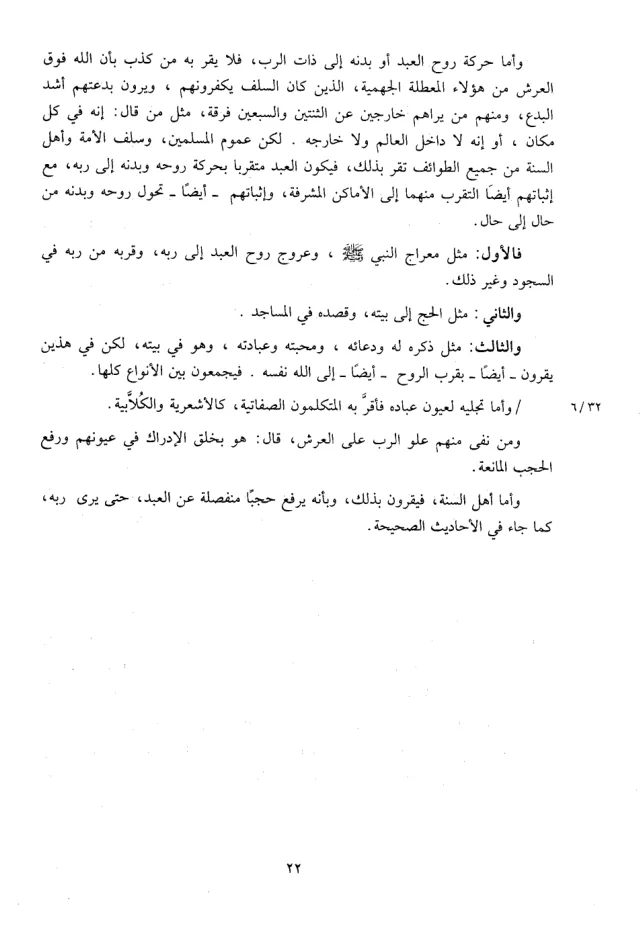 وأما حركة روح العبد أو بدنه إلى ذات الرب، فلا يقر به من كذب بأن الله فوق
العرش من هؤلاء المعطلة الجهمية، الذين كان السلف يكفرونهم ، ويرون بدعتهم أشد
البدع، ومنهم من يراهم خارجين عن الثنتين والسبعين فرقة، مثل من قال: إنه في كل
مكان ، أو إنه لا داخل العالم ولا خارجه . لكن عموم المسلمين، وسلف الأمة وأهل
السنة من جميع الطوائف تقر بذلك، فيكون العبد متقربا بحركة روحه وبدنه إلى ربه، مع
إثباتهم أيضًا التقرب منهما إلى الأماكن المشرفة، وإثباتهم ـ أيضًا ـ تحول روحه وبدنه من
حال إلى حال.
فالأول: مثل معراج النبي ﷺ ، وعروج روح العبد إلى ربه، وقربه من ربه في
السجود وغير ذلك.
والثاني : مثل الحج إلى بيته، وقصده في المساجد .
والثالث: مثل ذكره له ودعائه ، ومحبته وعبادته ، وهو في بيته، لكن في هذين
يقرون ـ أيضًا ـ بقرب الروح ـ أيضًا ـ إلى الله نفسه . فيجمعون بين الأنواع كلها.
/ وأما تجليه لعيون عباده فأقرَّ به المتكلمون الصفاتية، كالأشعرية والكُلاَّبية. ٦/٣٢
ومن نفى منهم علو الرب على العرش، قال: هو بخلق الإدراك في عيونهم ورفع
الحجب المانعة.
وأما أهل السنة، فيقرون بذلك، وبأنه يرفع حجبًا منفصلة عن العبد، حتى يرى ربه،
كما جاء في الأحاديث الصحيحة.
٢٢